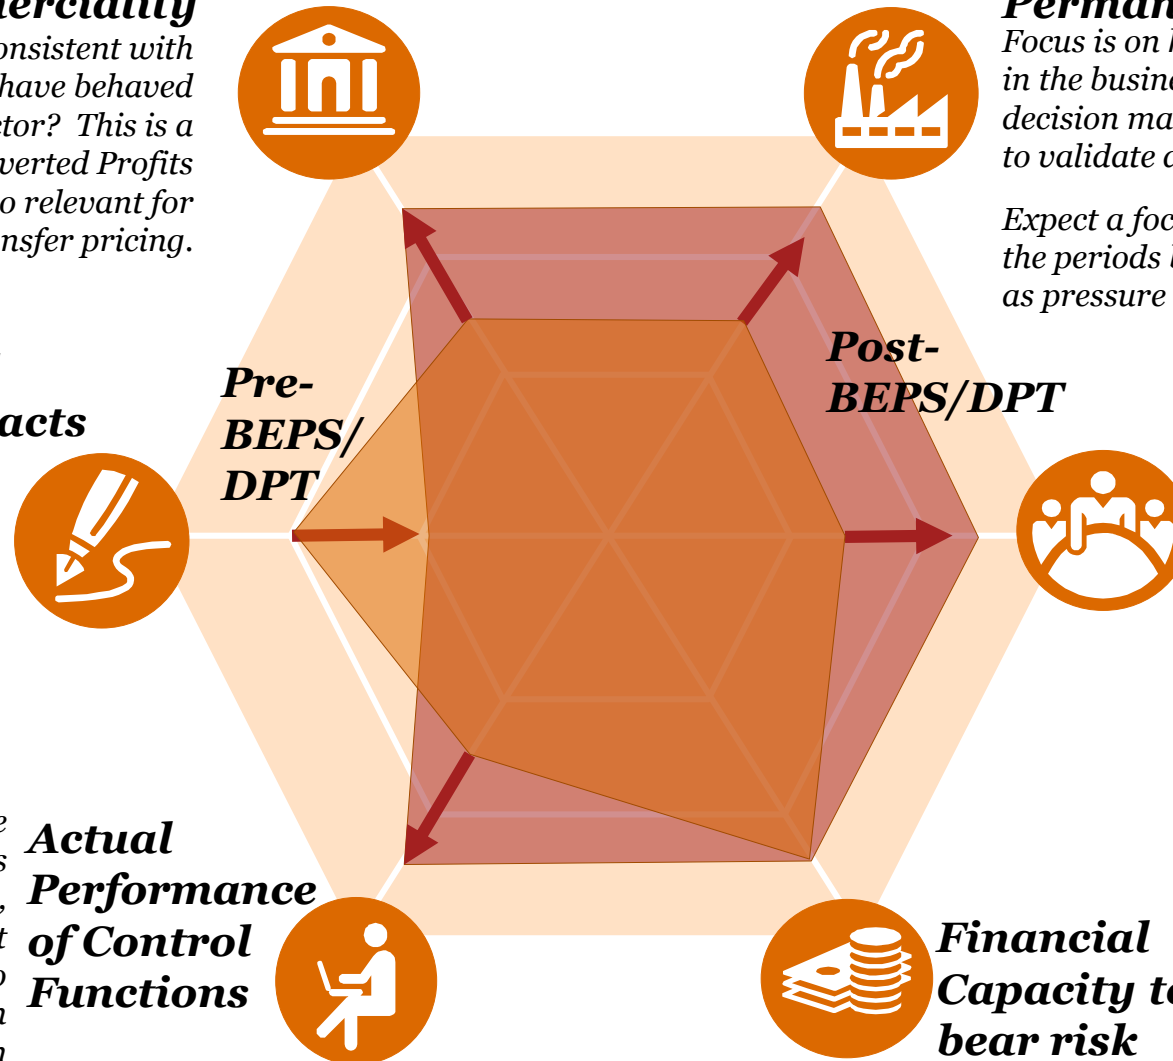 erciality
onsistent with
have behaved
ctor? This is a
verted Profits
o relevant for
nsfer pricing.
Perman
Focus is on h
in the busine
decision ma
to validate a
Expect a foc
the periods b
as pressure
Pre-
BEPS/
DPT
Post-
BEPS/DPT
acts
e
s
,
t
o
n
Actual
Performance
of Control
Functions
Financial
Capacity to
bear risk